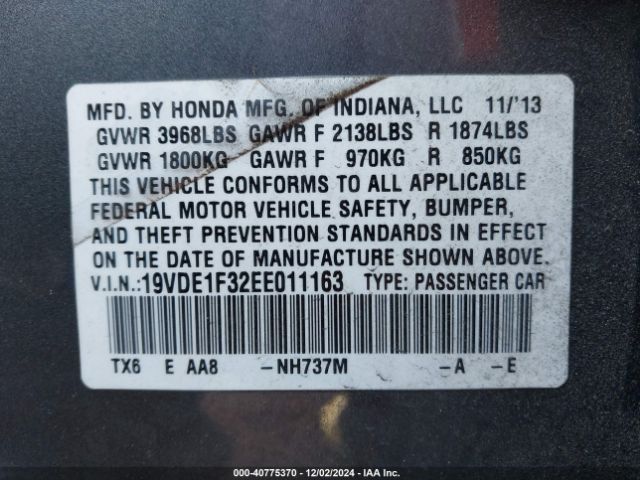 MFD. BY HONDA MFG. OF INDIANA, LLC 11/'13
GVWR 3968LBS GAWR F 2138LBS R 1874LBS
GVWR 1800KG GAWR F 970KG R 850KG
THIS VEHICLE CONFORMS TO ALL APPLICABLE
FEDERAL MOTOR VEHICLE SAFETY, BUMPER,
AND THEFT PREVENTION STANDARDS IN EFFECT
ON THE DATE OF MANUFACTURE SHOWN ABOVE.
V.I.N.:19VDE1F32EE011163 TYPE: PASSENGER CAR
TX6 E AA8 -NH737M -A -E
000-40775370 - 12/02/2024 - IAA Inc.